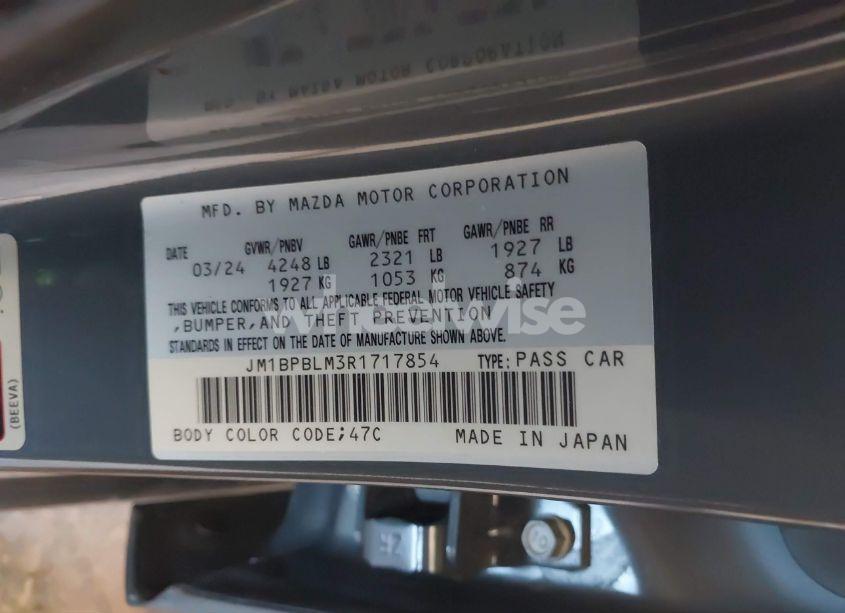 MFD. BY MAZDA MOTOR CORPORATION
DATE GVWR/PNBV GAWR/PNBE FRT GAWR/PNBE RR
03/24 4248 LB 2321 LB 1927 LB
1927 KG 1053 KG 874 KG
THIS VEHICLE CONFORMS TO ALL APPLICABLE FEDERAL MOTOR VEHICLE SAFETY
,BUMPER,AND THEFT PREVENTION
STANDARDS IN EFFECT ON THE DATE OF MANUFACTURE SHOWN ABOVE.
JM1BPBLM3R1717854 TYPE: PASS CAR
BODY COLOR CODE;47C MADE IN JAPAN
(BEEVA)
wheelwise